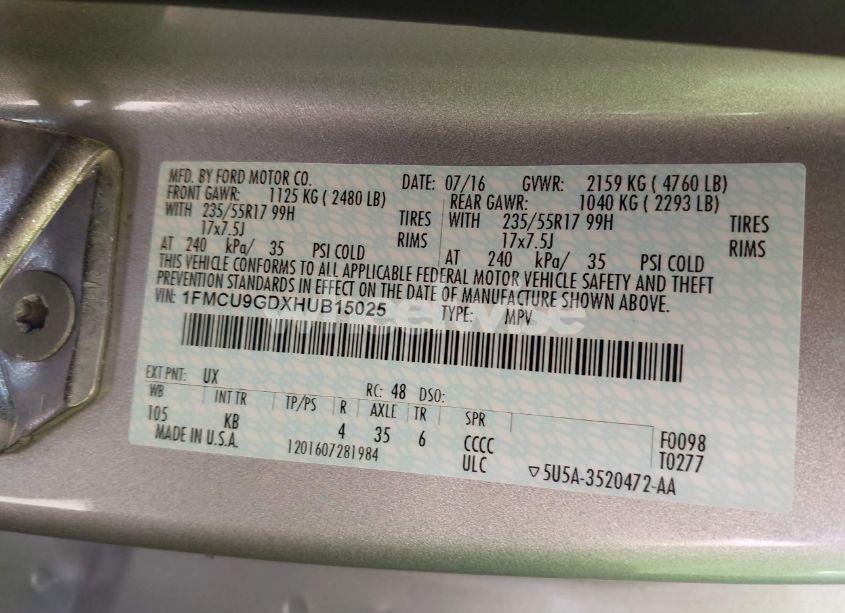 MFD. BY FORD MOTOR CO. DATE: 07/16 GVWR: 2159 KG ( 4760 LB)
FRONT GAWR: 1125 KG ( 2480 LB) REAR GAWR: 1040 KG ( 2293 LB)
WITH 235/55R17 99H TIRES WITH 235/55R17 99H TIRES
17x7.5J RIMS 17x7.5J RIMS
AT 240 kPa/ 35 PSI COLD AT 240 kPa/ 35 PSI COLD
THIS VEHICLE CONFORMS TO ALL APPLICABLE FEDERAL MOTOR VEHICLE SAFETY AND THEFT
PREVENTION STANDARDS IN EFFECT ON THE DATE OF MANUFACTURE SHOWN ABOVE.
VIN: 1FMCU9GDXHUB15025 TYPE: MPV
EXT PNT: UX RC: 48 DSO:
WB INT TR TP/PS R AXLE TR SPR
105 KB 4 35 6 CCCC F0098
MADE IN U.S.A. 1201607281984 ULC T0277
▽5U5A-3520472-AA